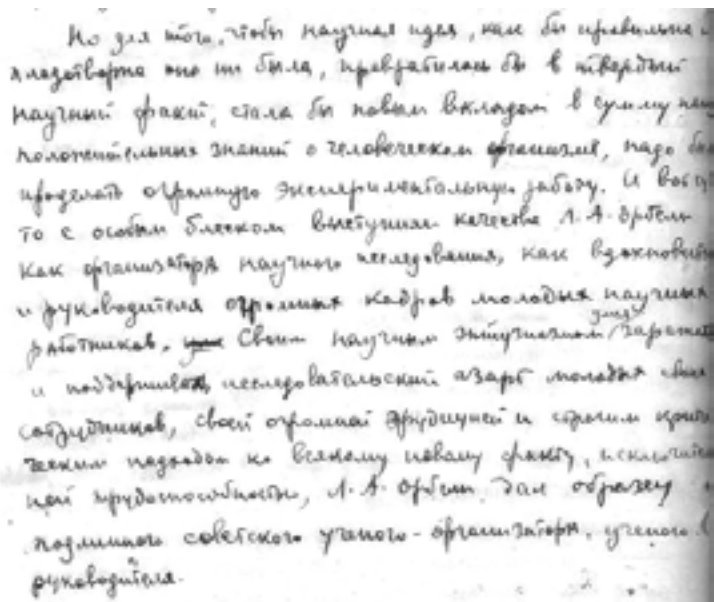 Но для того, чтобы научная идея, как бы правильна и
плодотворна она ни была, превратилась бы в твердый
научный факт, стала бы новым вкладом в сумму
положительных знаний о человеческом организме, надо
проделать огромную экспериментальную работу. И вот
то с особым блеском выступили качества Л.А. Орбели
как организатора научного исследования, как
и руководителя огромных кадров молодых научных
работников. Своим научным энтузиазмом
и поддерживать исследовательский азарт молодых
сотрудников, своей огромной эрудицией и строгим крити
ческим подходом ко всякому новому факту, исключитель
ной трудоспособностью, Л.А. Орбели дал образец
подлинного советского ученого-организатора, ученого
руководителя.